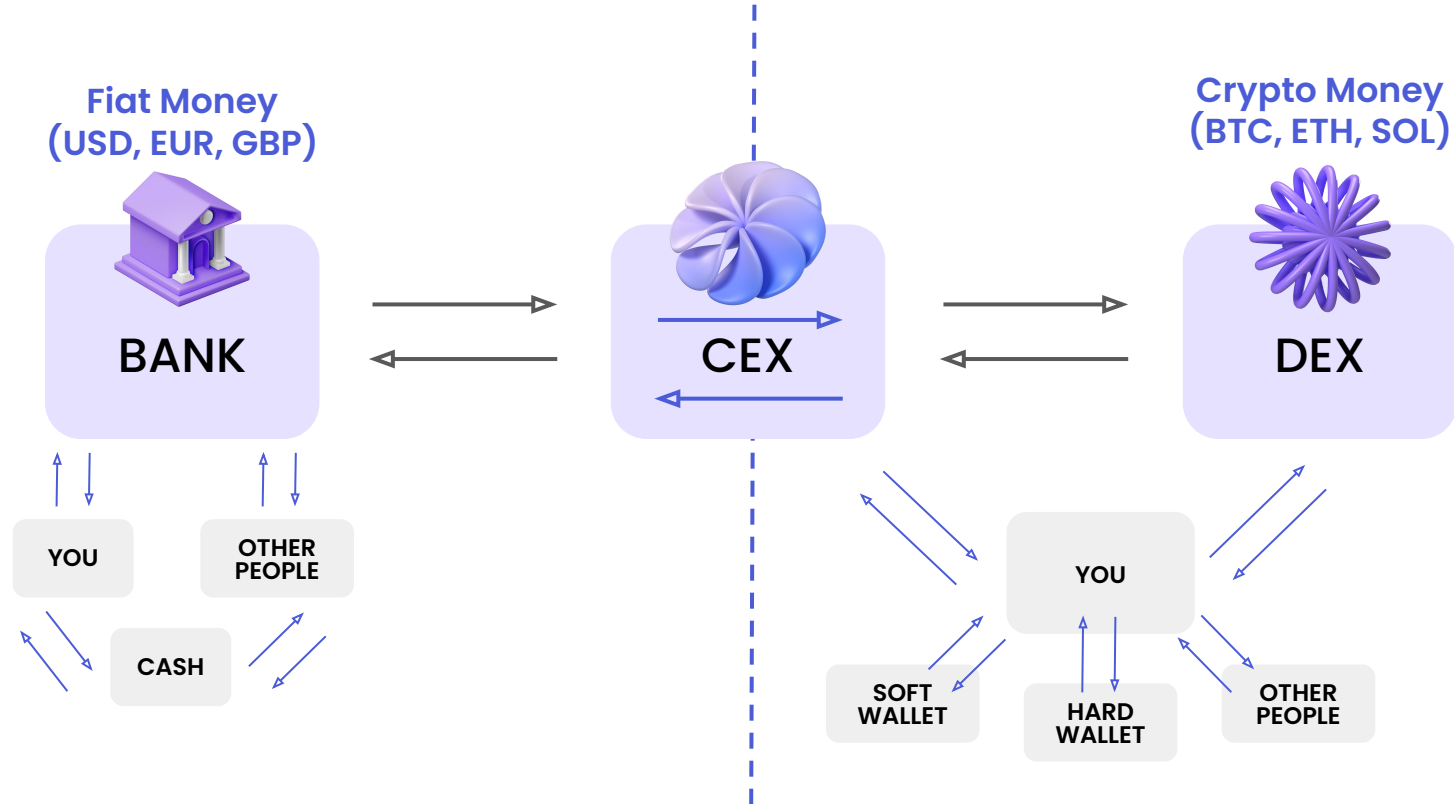 Fiat Money
(USD, EUR, GBP)
Crypto Money
(BTC, ETH, SOL)
BANK
CEX
DEX
YOU
OTHER
PEOPLE
CASH
YOU
SOFT
WALLET
HARD
WALLET
OTHER
PEOPLE